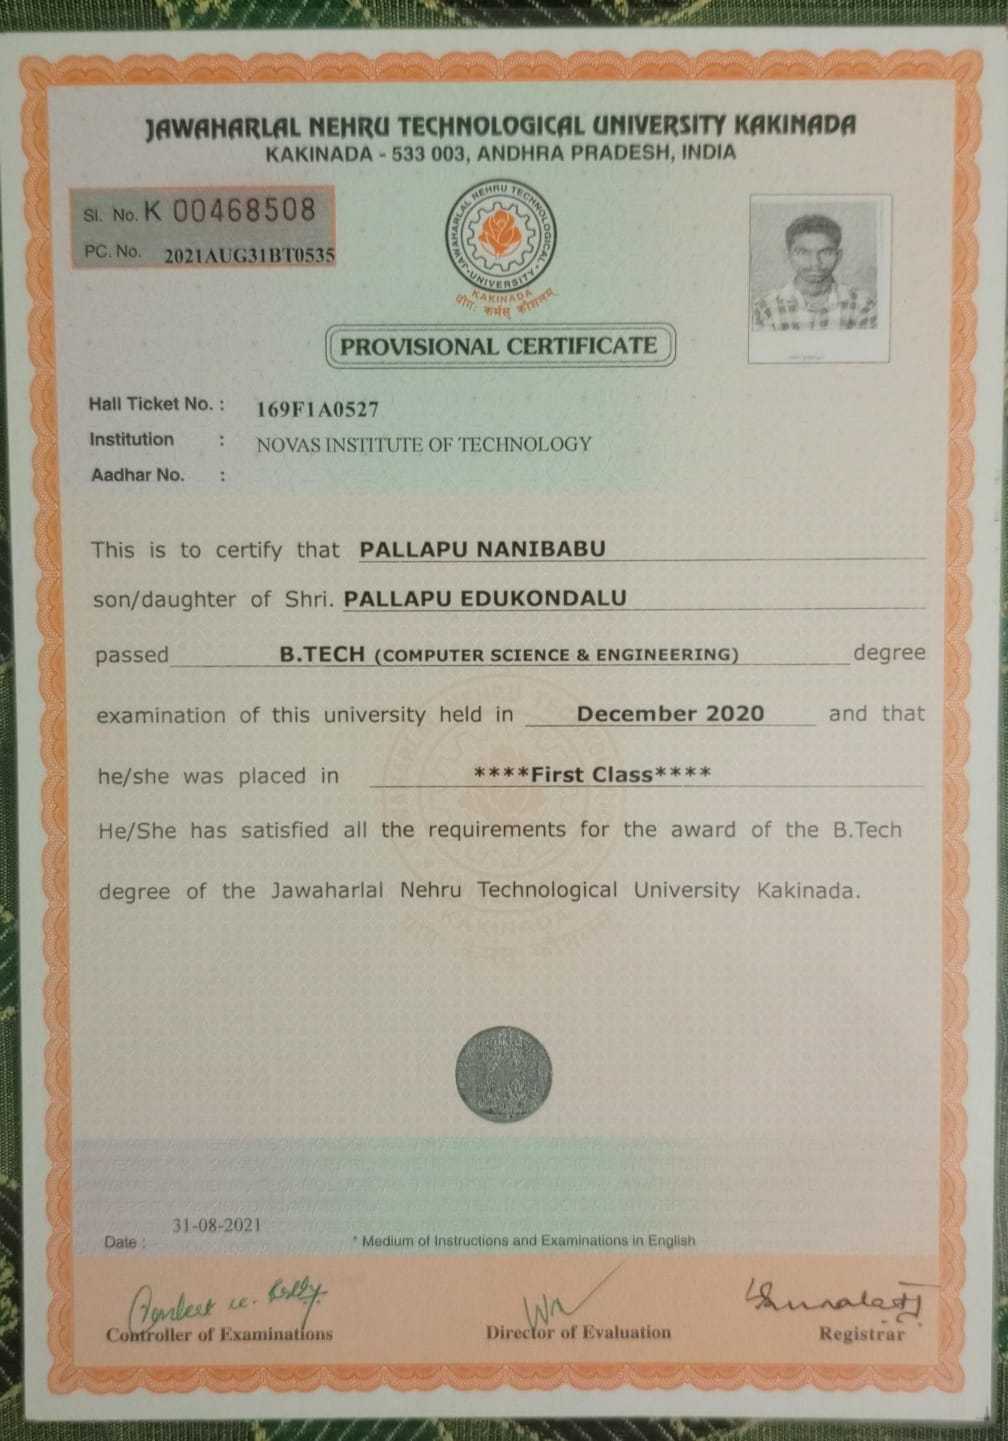 JAWAHARLAL NEHRU TECHNOLOGICAL UNIVERSITY KAKINADA
KAKINADA - 533 003, ANDHRA PRADESH, INDIA
Sl. No. K 00468508
PC. No. 2021AUG31BT0535
JAWAHARLAL NEHRU TECHNOLOGICAL UNIVERSITY
KAKINADA
योगः कर्मसु कौशलम्
PROVISIONAL CERTIFICATE
Hall Ticket No. : 169F1A0527
Institution : NOVAS INSTITUTE OF TECHNOLOGY
Aadhar No. :
This is to certify that PALLAPU NANIBABU
son/daughter of Shri. PALLAPU EDUKONDALU
passed B.TECH (COMPUTER SCIENCE & ENGINEERING) degree
examination of this university held in December 2020 and that
he/she was placed in ****First Class****
He/She has satisfied all the requirements for the award of the B.Tech
degree of the Jawaharlal Nehru Technological University Kakinada.
31-08-2021
Date :
* Medium of Instructions and Examinations in English
Controller of Examinations
Director of Evaluation
Registrar